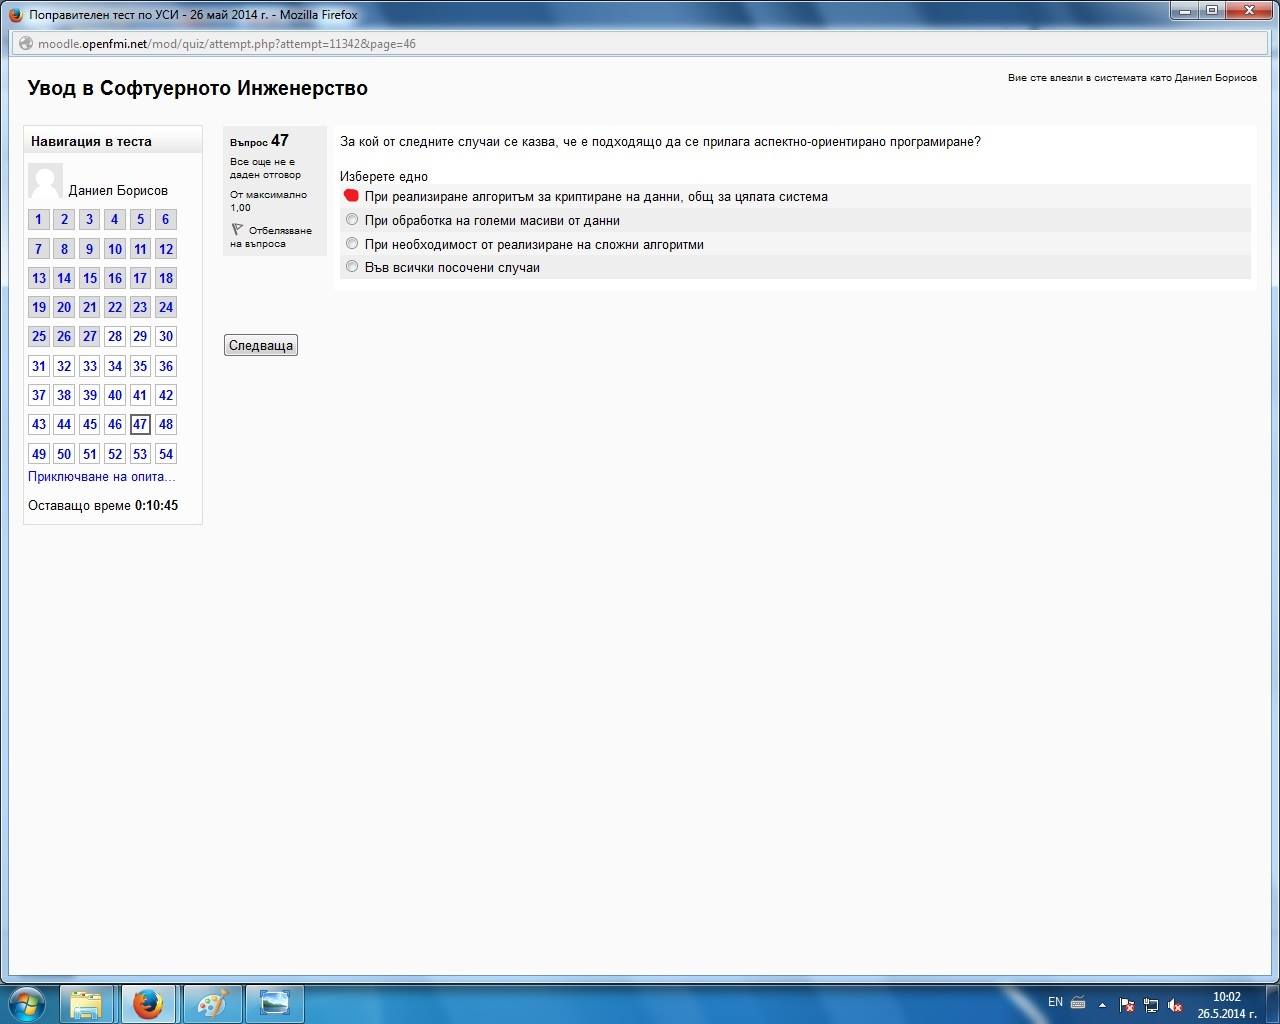 Поправителен тест по УСИ - 26 май 2014 г. - Mozilla Firefox
moodle.openfmi.net/mod/quiz/attempt.php?attempt=11342&page=46
Вие сте влезли в системата като Даниел Борисов
Увод в Софтуерното Инженерство
Навигация в теста
Даниел Борисов
1 2 3 4 5 6
7 8 9 10 11 12
13 14 15 16 17 18
19 20 21 22 23 24
25 26 27 28 29 30
31 32 33 34 35 36
37 38 39 40 41 42
43 44 45 46 47 48
49 50 51 52 53 54
Приключване на опита...
Оставащо време 0:10:45
Въпрос 47
Все още не е
даден отговор
От максимално
1,00
Отбелязване
на въпроса
За кой от следните случаи се казва, че е подходящо да се прилага аспектно-ориентирано програмиране?
Изберете едно
При реализиране алгоритъм за криптиране на данни, общ за цялата система
При обработка на големи масиви от данни
При необходимост от реализиране на сложни алгоритми
Във всички посочени случаи
Следваща
EN
10:02
26.5.2014 г.